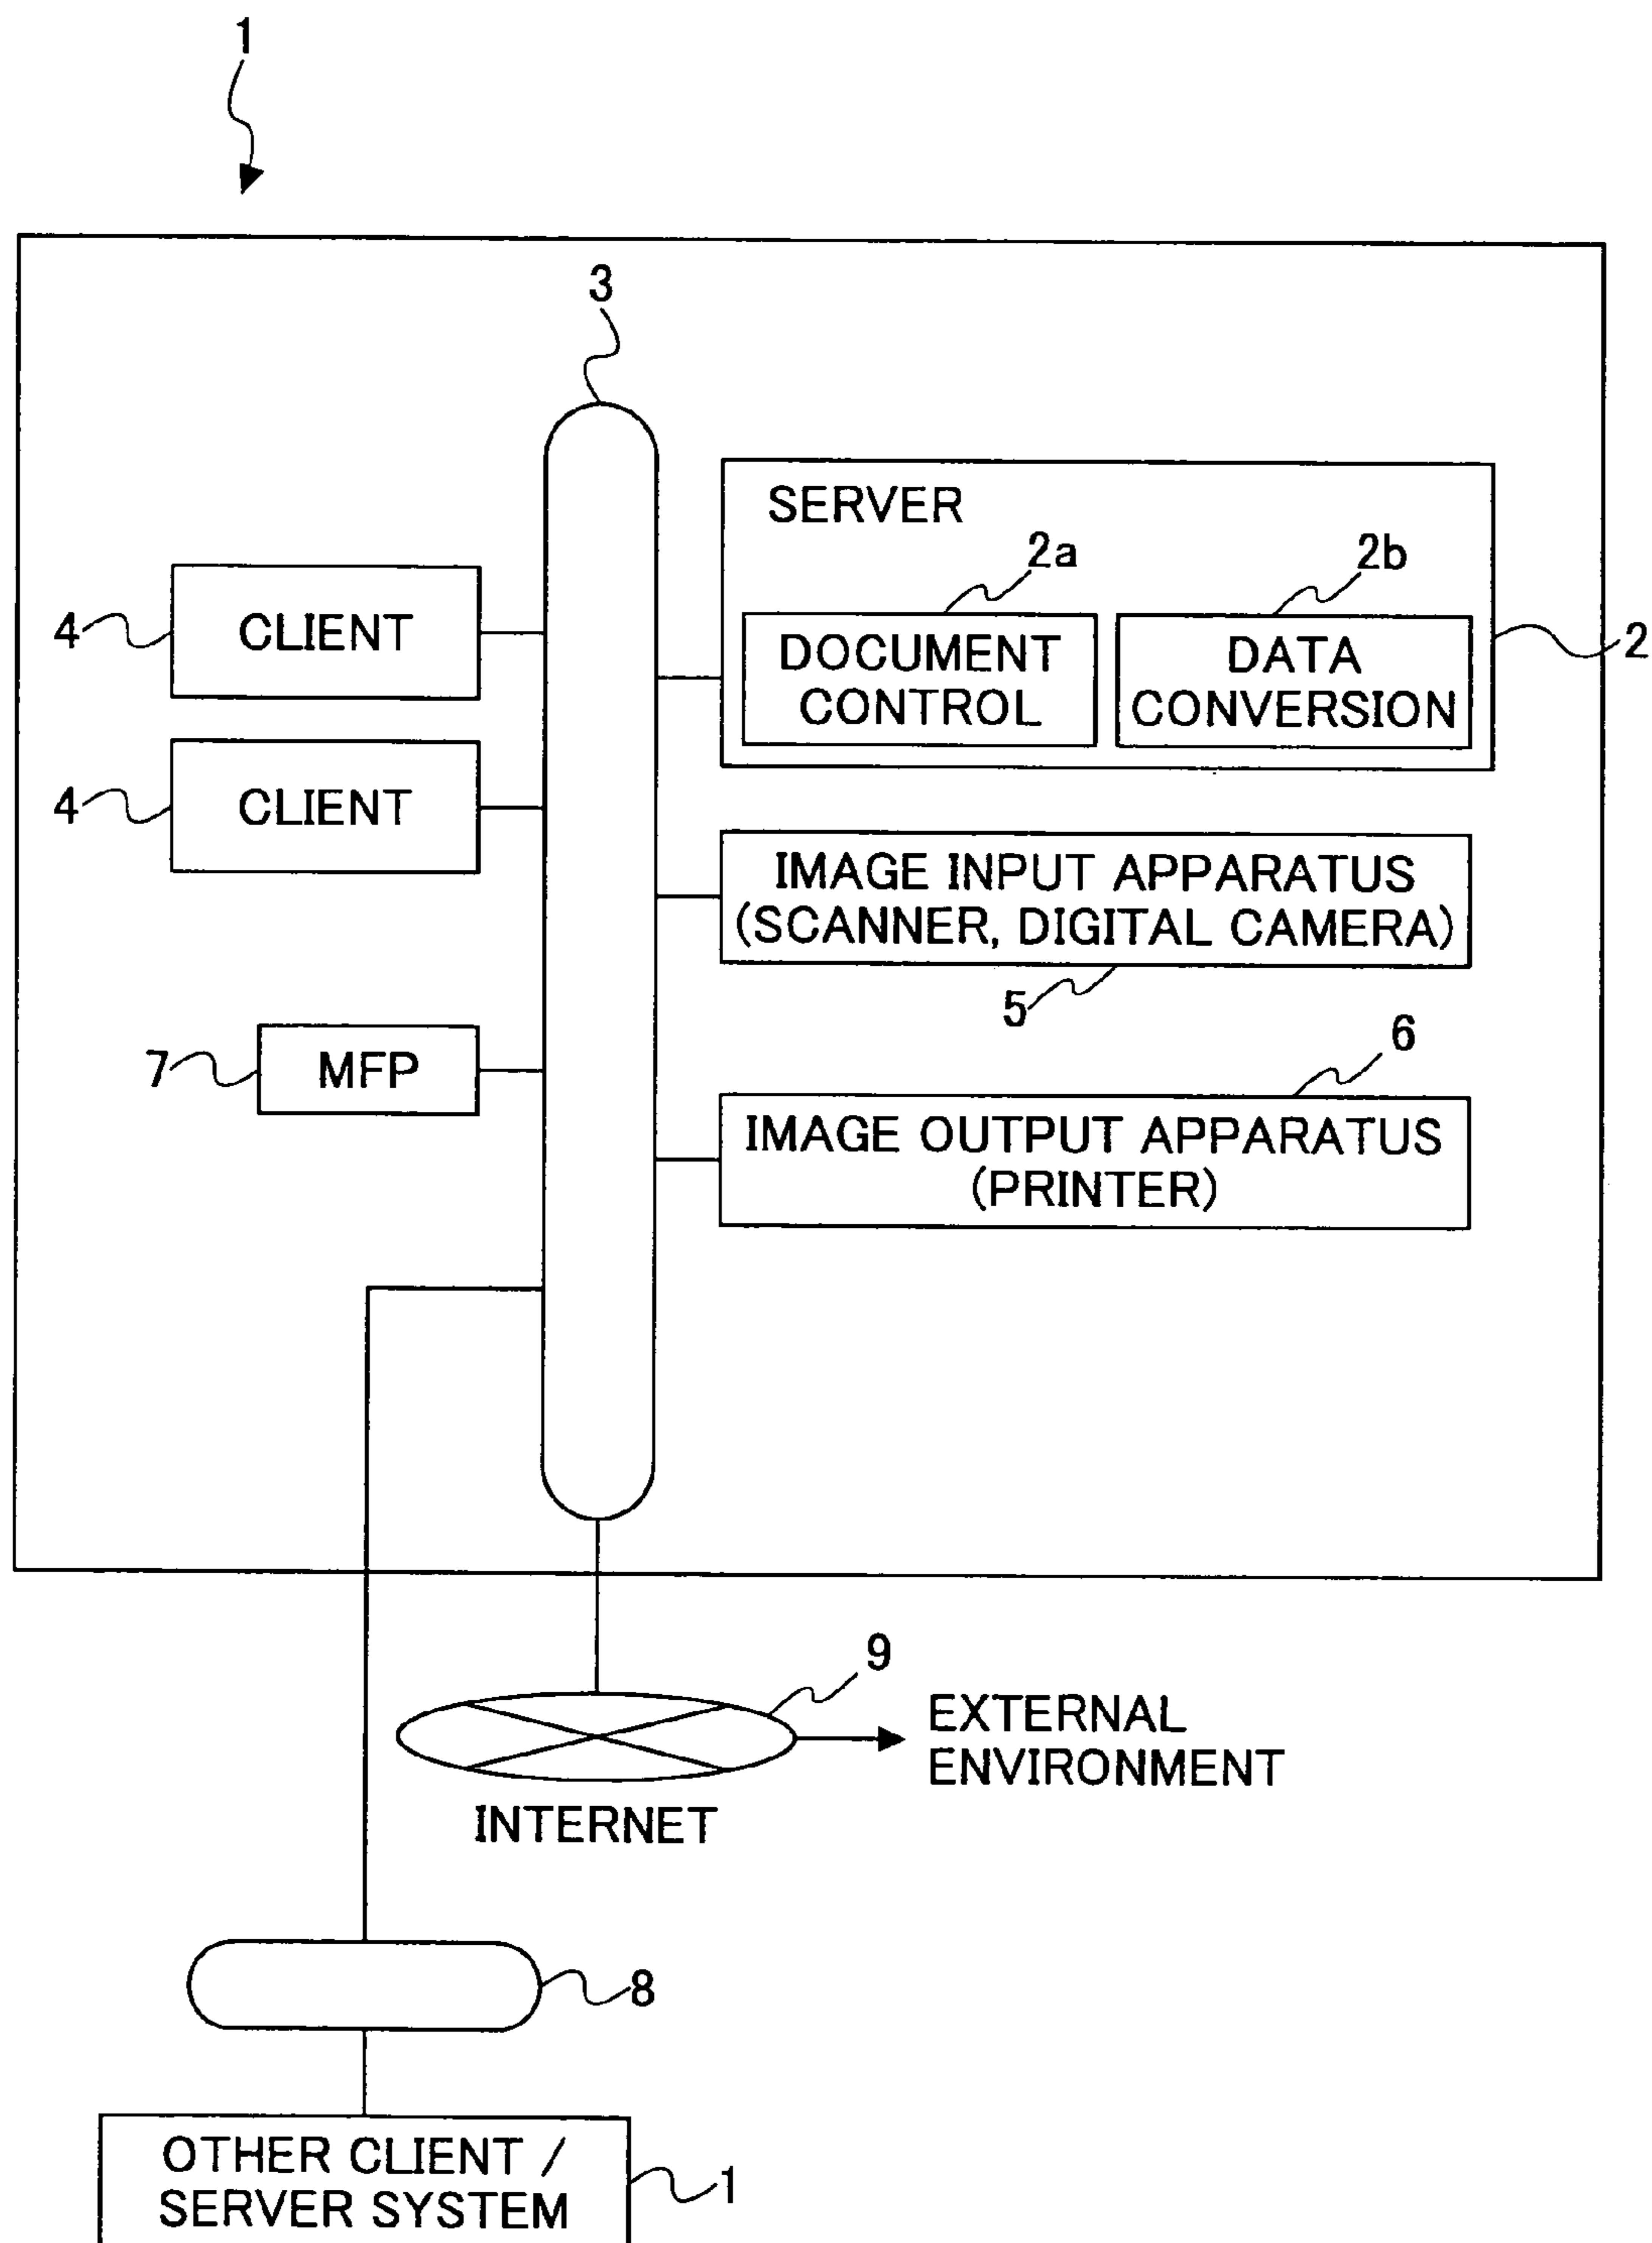 1
3
SERVER
2a
2b
4
CLIENT
DOCUMENT
CONTROL
DATA
CONVERSION
2
4
CLIENT
IMAGE INPUT APPARATUS
(SCANNER, DIGITAL CAMERA)
5
6
7
MFP
IMAGE OUTPUT APPARATUS
(PRINTER)
9
EXTERNAL
ENVIRONMENT
INTERNET
8
OTHER CLIENT /
SERVER SYSTEM
1